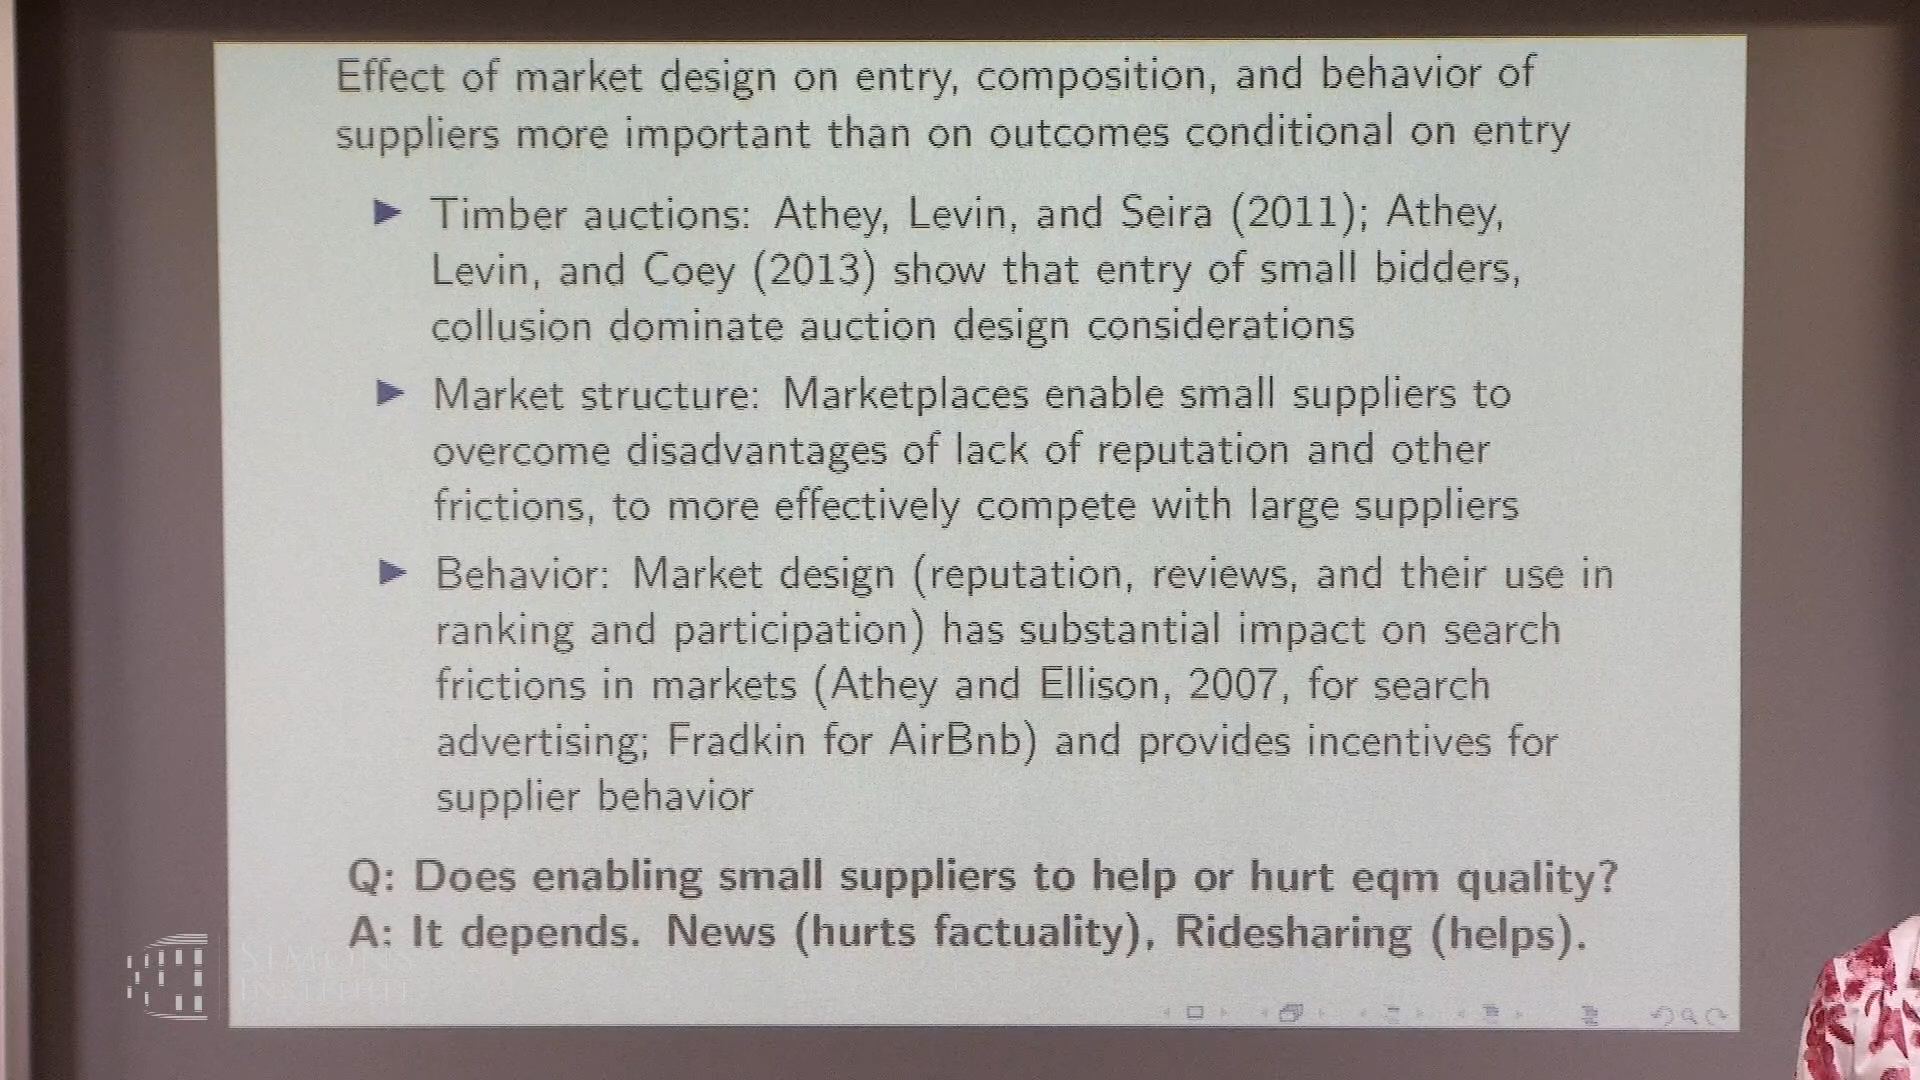 Effect of market design on entry, composition, and behavior of
suppliers more important than on outcomes conditional on entry
▶ Timber auctions: Athey, Levin, and Seira (2011); Athey,
Levin, and Coey (2013) show that entry of small bidders,
collusion dominate auction design considerations
▶ Market structure: Marketplaces enable small suppliers to
overcome disadvantages of lack of reputation and other
frictions, to more effectively compete with large suppliers
▶ Behavior: Market design (reputation, reviews, and their use in
ranking and participation) has substantial impact on search
frictions in markets (Athey and Ellison, 2007, for search
advertising; Fradkin for AirBnb) and provides incentives for
supplier behavior
Q: Does enabling small suppliers to help or hurt eqm quality?
A: It depends. News (hurts factuality), Ridesharing (helps).
SIMONS
INSTITUTE